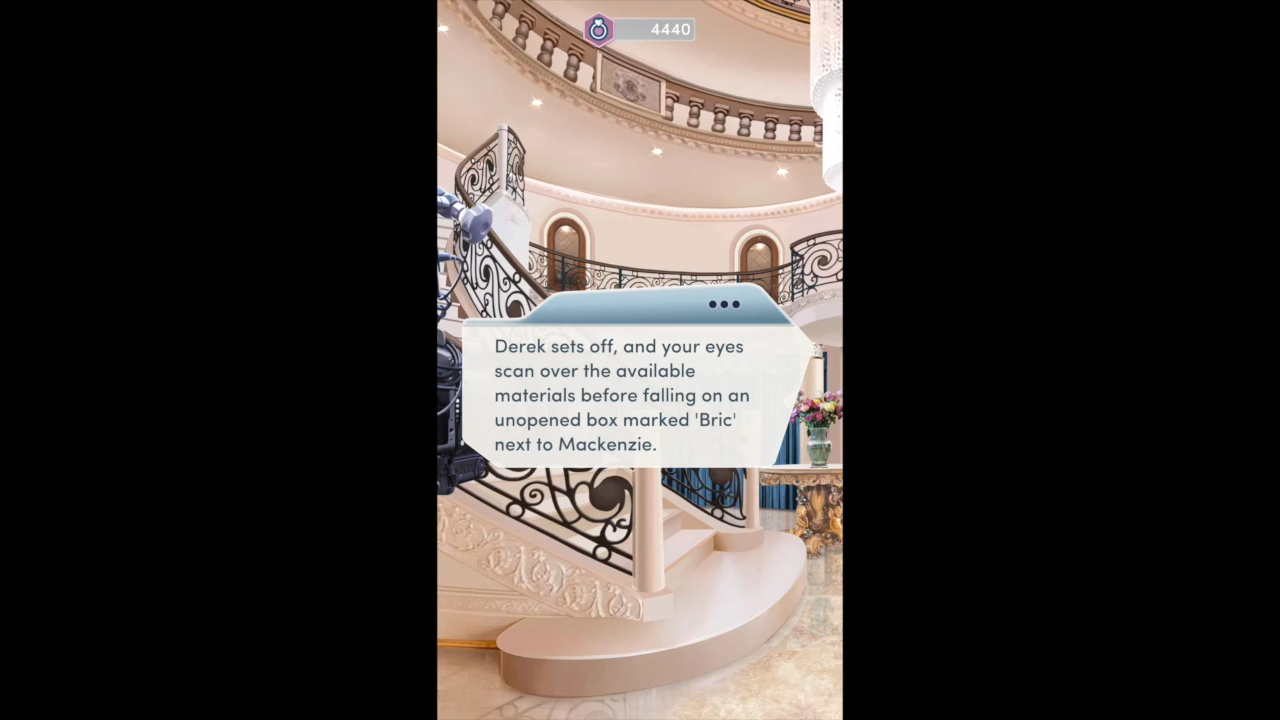 4440
Derek sets off, and your eyes
scan over the available
materials before falling on an
unopened box marked 'Bric'
next to Mackenzie.